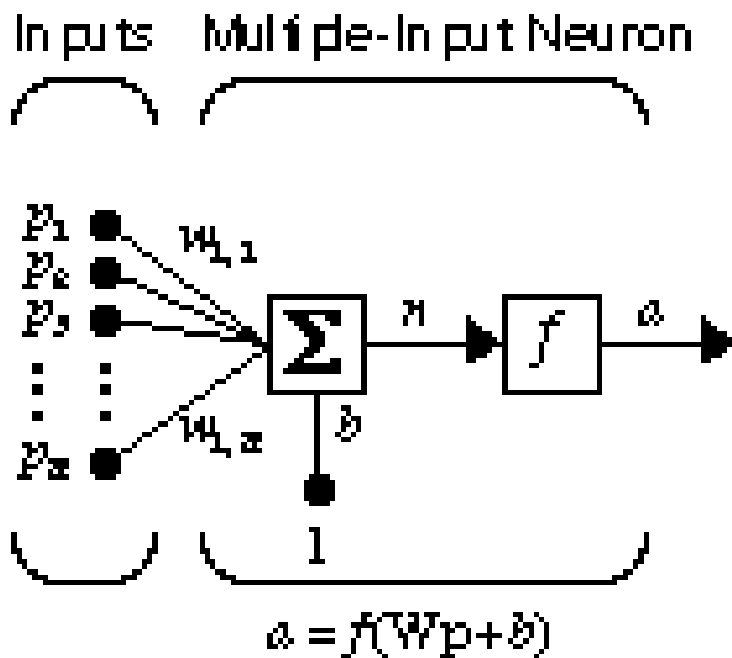 Inputs Multiple-Input Neuron
p1
w1,1
p2
p3
Σ
n
f
a
w1,R
b
pR
1
a = f(Wp+b)